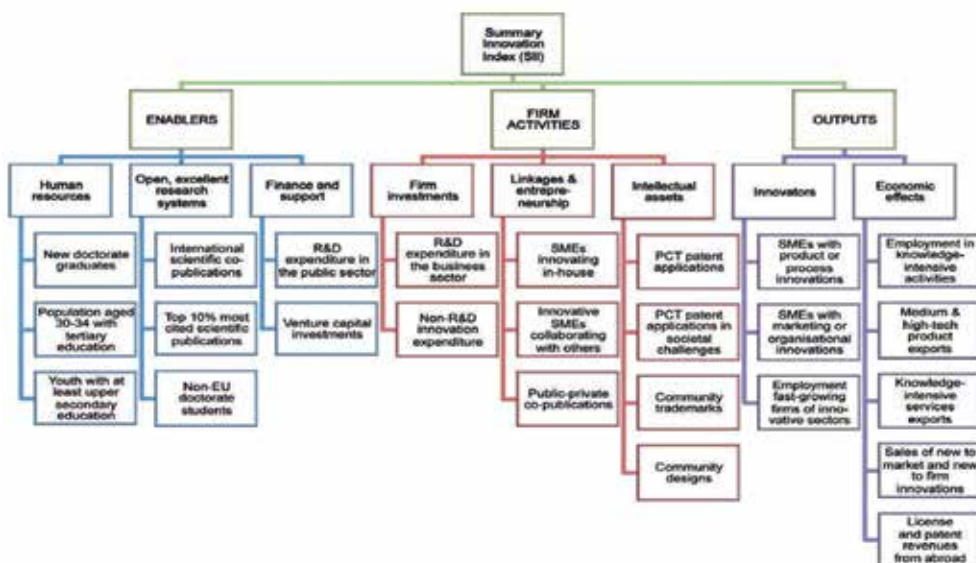 Summary
Innovation
Index (SII)
ENABLERS
FIRM
ACTIVITIES
OUTPUTS
Human
resources
Open, excellent
research
systems
Finance and
support
Firm
investments
Linkages &
entrepre-
neurship
Intellectual
assets
Innovators
Economic
effects
New doctorate
graduates
Population aged
30-34 with
tertiary
education
Youth with at
least upper
secondary
education
International
scientific co-
publications
Top 10% most
cited scientific
publications
Non-EU
doctorate
students
R&D
expenditure in
the public sector
Venture capital
investments
R&D
expenditure in
the business
sector
Non-R&D
innovation
expenditure
SMEs
innovating
in-house
Innovative
SMEs
collaborating
with others
Public-private
co-publications
PCT patent
applications
PCT patent
applications in
societal
challenges
Community
trademarks
Community
designs
SMEs with
product or
process
innovations
SMEs with
marketing or
organisational
innovations
Employment
fast-growing
firms of inno-
vative sectors
Employment in
knowledge-
intensive
activities
Medium &
high-tech
product exports
Knowledge-
intensive
services
exports
Sales of new to
market and new
to firm
innovations
License
and patent
revenues
from abroad